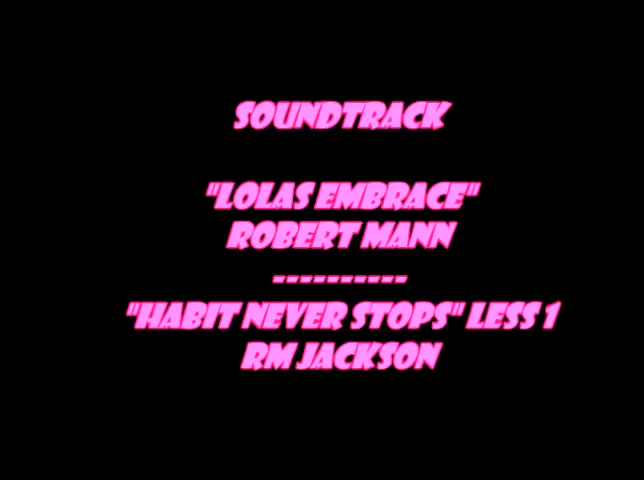 SOUNDTRACK
"LOLAS EMBRACE"
ROBERT MANN
----------
"HABIT NEVER STOPS" LESS 1
RM JACKSON